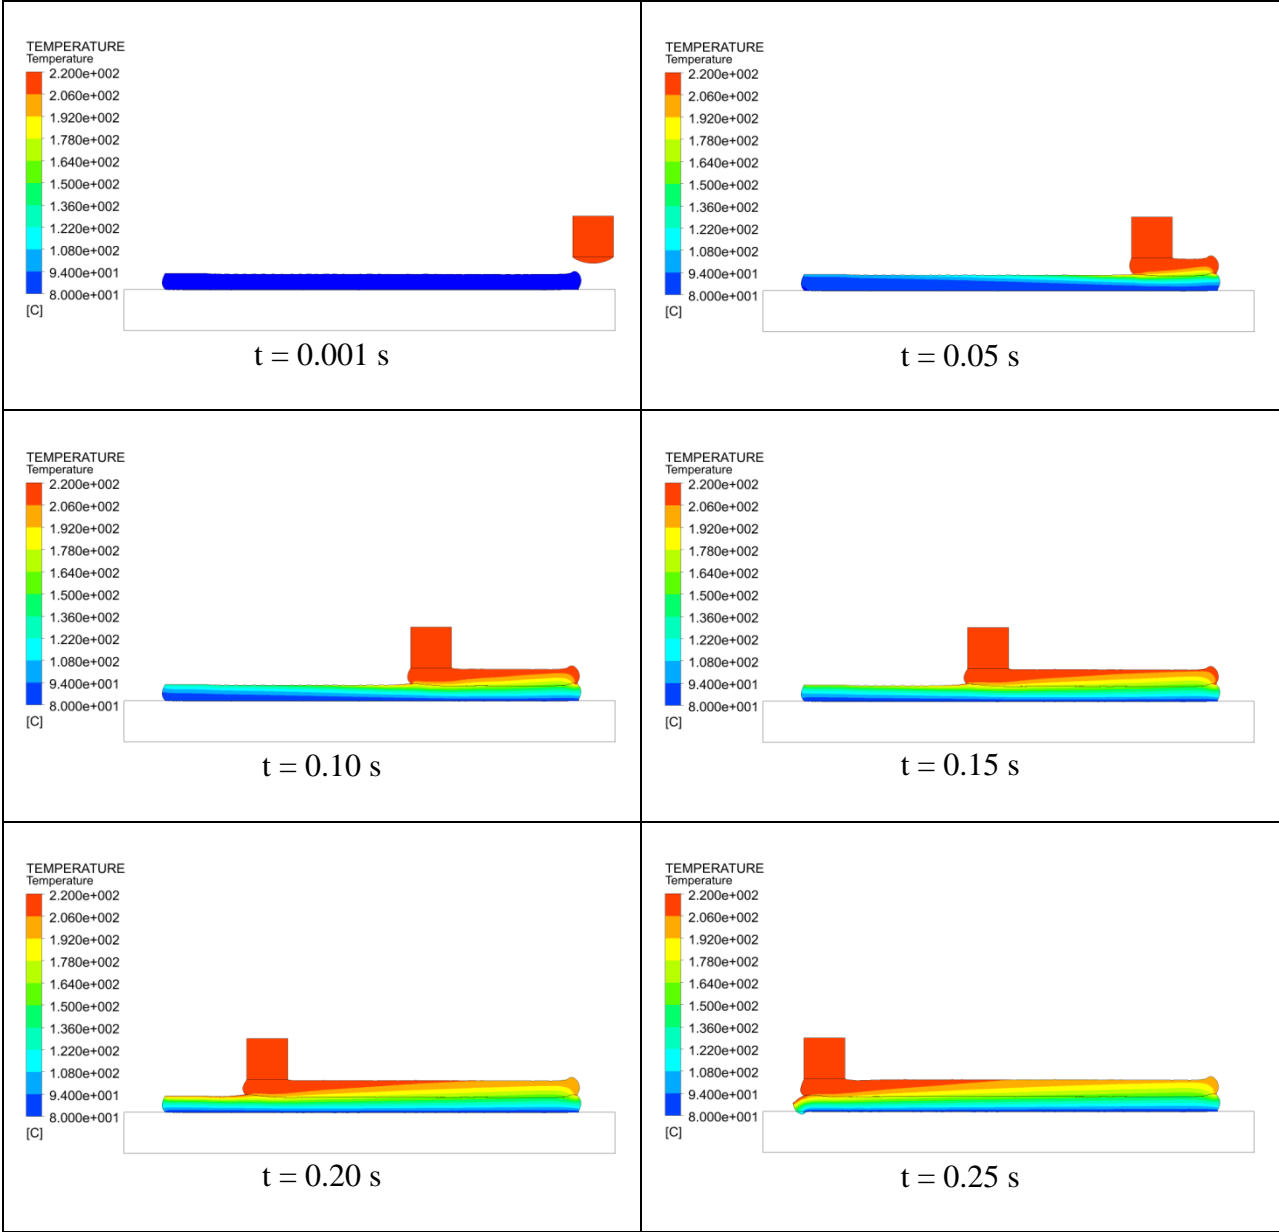 TEMPERATURE
Temperature
2.200e+002
2.060e+002
1.920e+002
1.780e+002
1.640e+002
1.500e+002
1.360e+002
1.220e+002
1.080e+002
9.400e+001
8.000e+001
[C]
t = 0.001 s
TEMPERATURE
Temperature
2.200e+002
2.060e+002
1.920e+002
1.780e+002
1.640e+002
1.500e+002
1.360e+002
1.220e+002
1.080e+002
9.400e+001
8.000e+001
[C]
t = 0.05 s
TEMPERATURE
Temperature
2.200e+002
2.060e+002
1.920e+002
1.780e+002
1.640e+002
1.500e+002
1.360e+002
1.220e+002
1.080e+002
9.400e+001
8.000e+001
[C]
t = 0.10 s
TEMPERATURE
Temperature
2.200e+002
2.060e+002
1.920e+002
1.780e+002
1.640e+002
1.500e+002
1.360e+002
1.220e+002
1.080e+002
9.400e+001
8.000e+001
[C]
t = 0.15 s
TEMPERATURE
Temperature
2.200e+002
2.060e+002
1.920e+002
1.780e+002
1.640e+002
1.500e+002
1.360e+002
1.220e+002
1.080e+002
9.400e+001
8.000e+001
[C]
t = 0.20 s
TEMPERATURE
Temperature
2.200e+002
2.060e+002
1.920e+002
1.780e+002
1.640e+002
1.500e+002
1.360e+002
1.220e+002
1.080e+002
9.400e+001
8.000e+001
[C]
t = 0.25 s